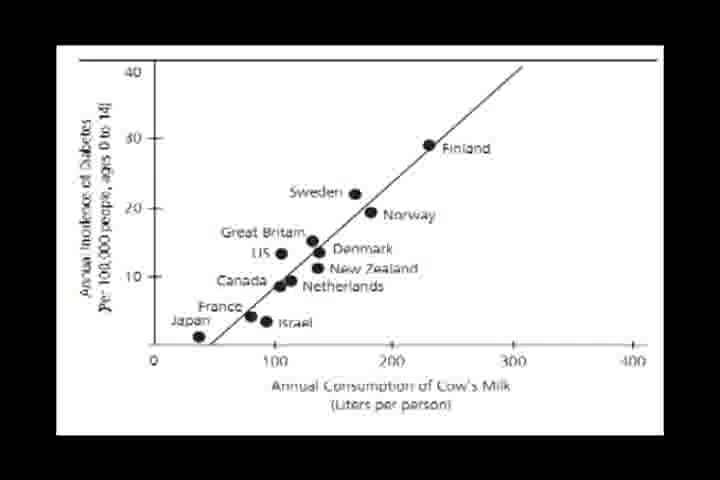 Annual Incidence of Diabetes
(Per 100,000 people, ages 0 to 14)
40
30
20
10
Finland
Sweden
Norway
Great Britain
US
Denmark
New Zealand
Canada
Netherlands
France
Japan
Israel
0 100 200 300 400
Annual Consumption of Cow's Milk
(Liters per person)